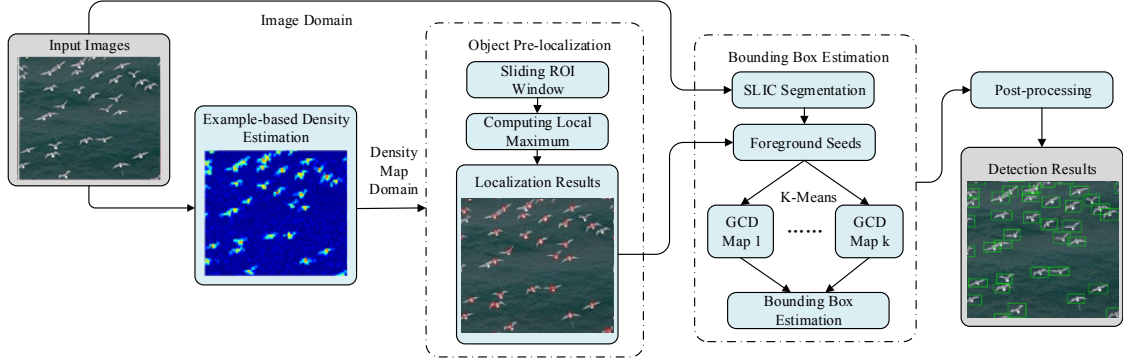 Image Domain
Input Images
Example-based Density
Estimation
Density
Map
Domain
Object Pre-localization
Sliding ROI
Window
Computing Local
Maximum
Localization Results
Bounding Box Estimation
SLIC Segmentation
Foreground Seeds
K-Means
GCD
Map 1
......
GCD
Map k
Bounding Box
Estimation
Post-processing
Detection Results